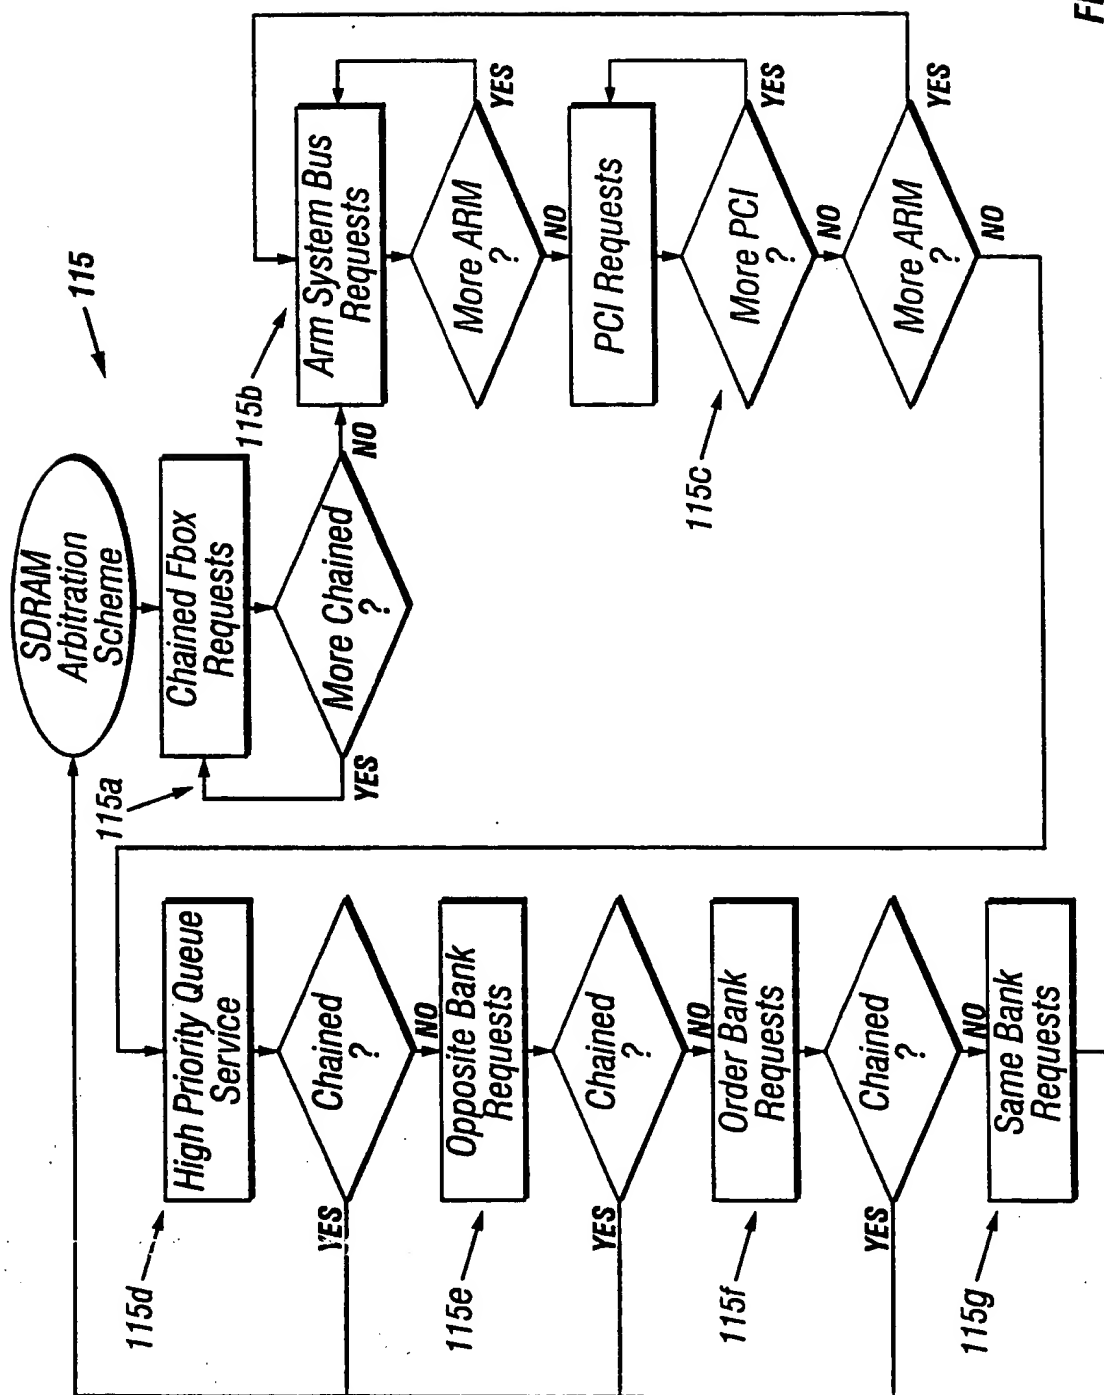 115
SDRAM
Arbitration
Scheme
115a
Chained Fbox
Requests
More Chained
?
YES
NO
115b
Arm System Bus
Requests
More ARM
?
YES
NO
PCI Requests
115c
More PCI
?
YES
NO
More ARM
?
YES
NO
115d
High Priority Queue
Service
Chained
?
YES
NO
115e
Opposite Bank
Requests
Chained
?
YES
NO
115f
Order Bank
Requests
Chained
?
YES
NO
115g
Same Bank
Requests